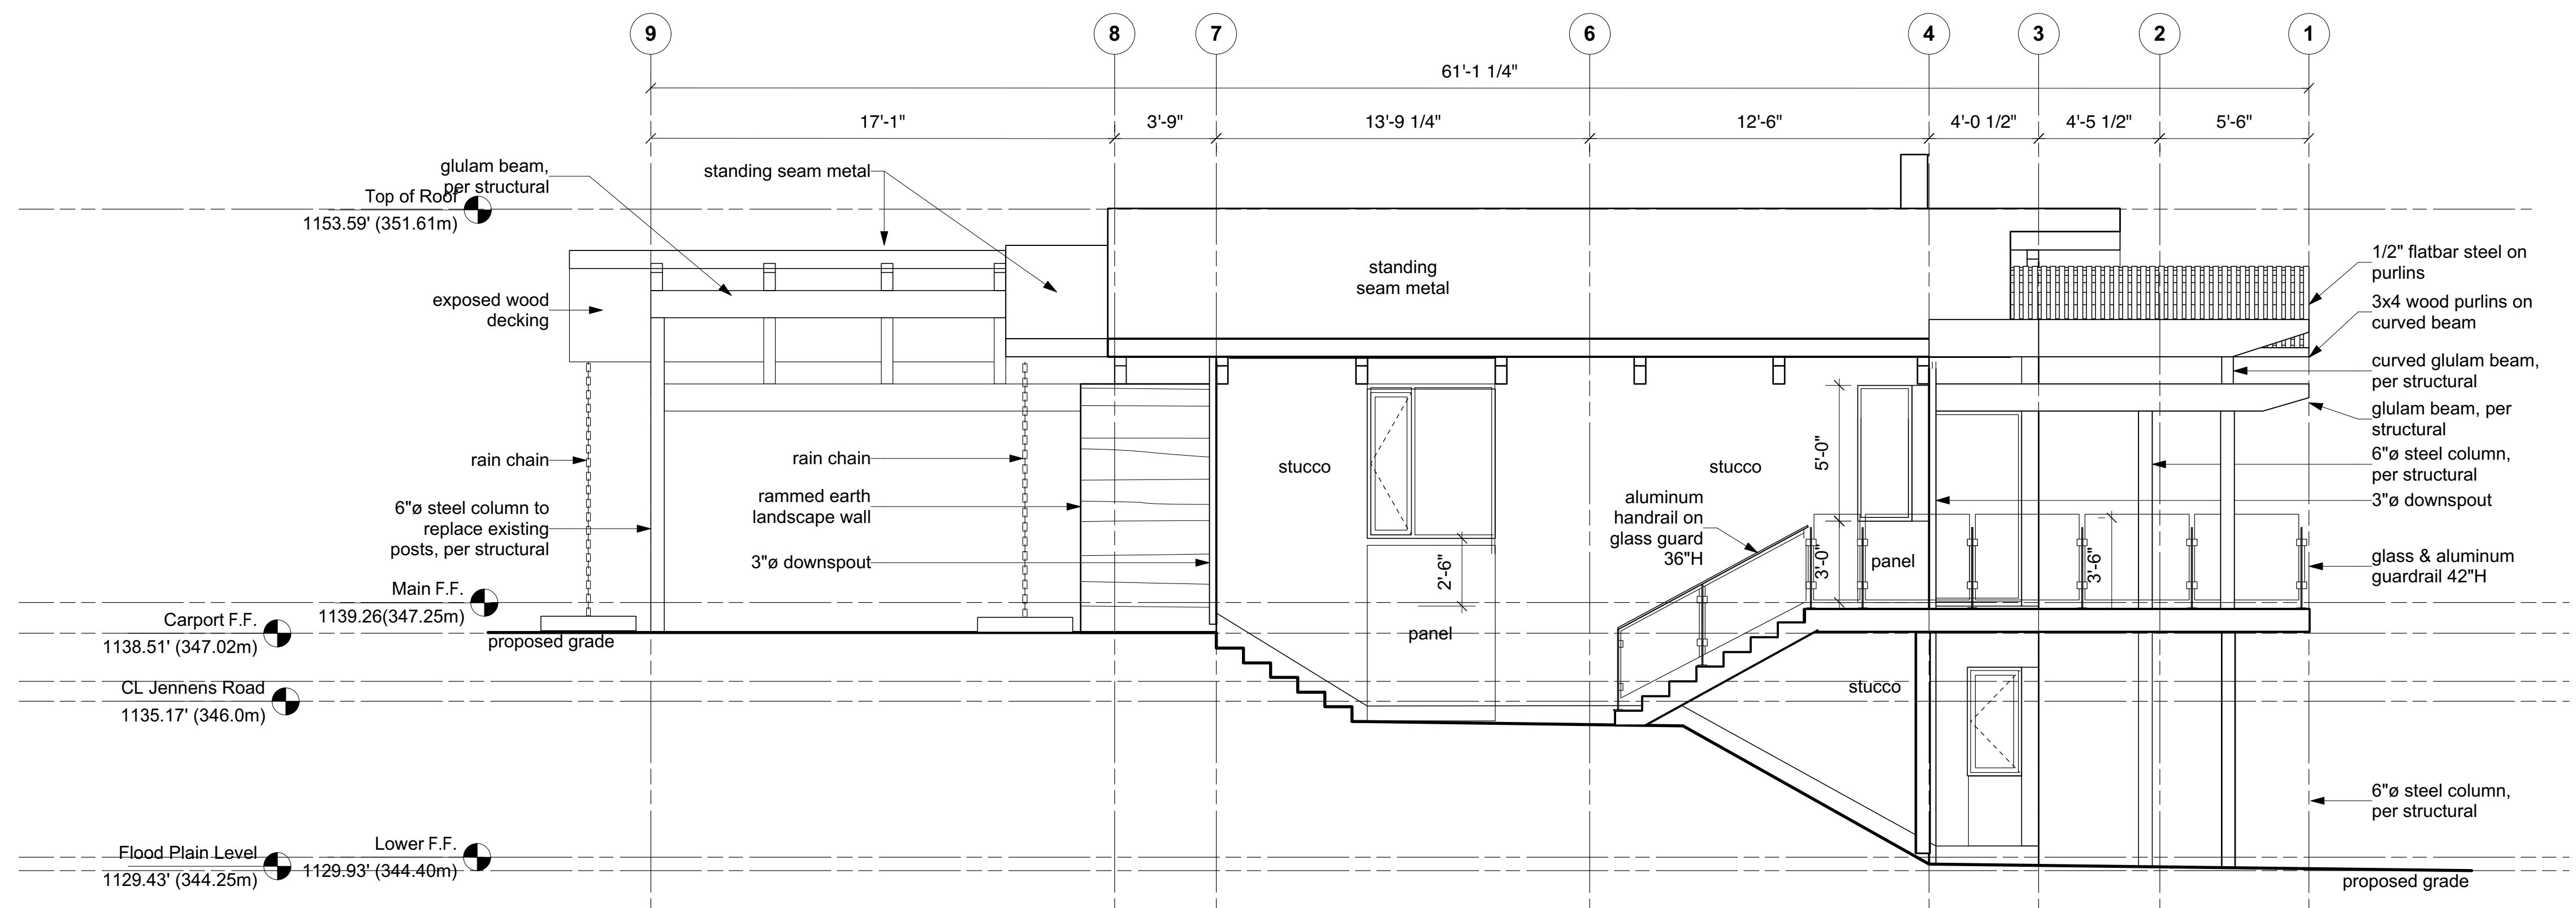 9
8
7
6
4
3
2
1
61'-1 1/4"
17'-1"
3'-9"
13'-9 1/4"
12'-6"
4'-0 1/2"
4'-5 1/2"
5'-6"
glulam beam,
per structural
standing seam metal
Top of Roof
1153.59' (351.61m)
standing
seam metal
1/2" flatbar steel on
purlins
exposed wood
decking
3x4 wood purlins on
curved beam
curved glulam beam,
per structural
glulam beam, per
structural
rain chain
rain chain
stucco
stucco
5'-0"
6"ø steel column,
per structural
6"ø steel column to
replace existing
posts, per structural
rammed earth
landscape wall
aluminum
handrail on
glass guard
36"H
3"ø downspout
3"ø downspout
2'-6"
3'-0"
panel
3'-6"
glass & aluminum
guardrail 42"H
Main F.F.
1139.26(347.25m)
Carport F.F.
1138.51' (347.02m)
proposed grade
panel
CL Jennens Road
1135.17' (346.0m)
stucco
6"ø steel column,
per structural
Flood Plain Level
1129.43' (344.25m)
Lower F.F.
1129.93' (344.40m)
proposed grade